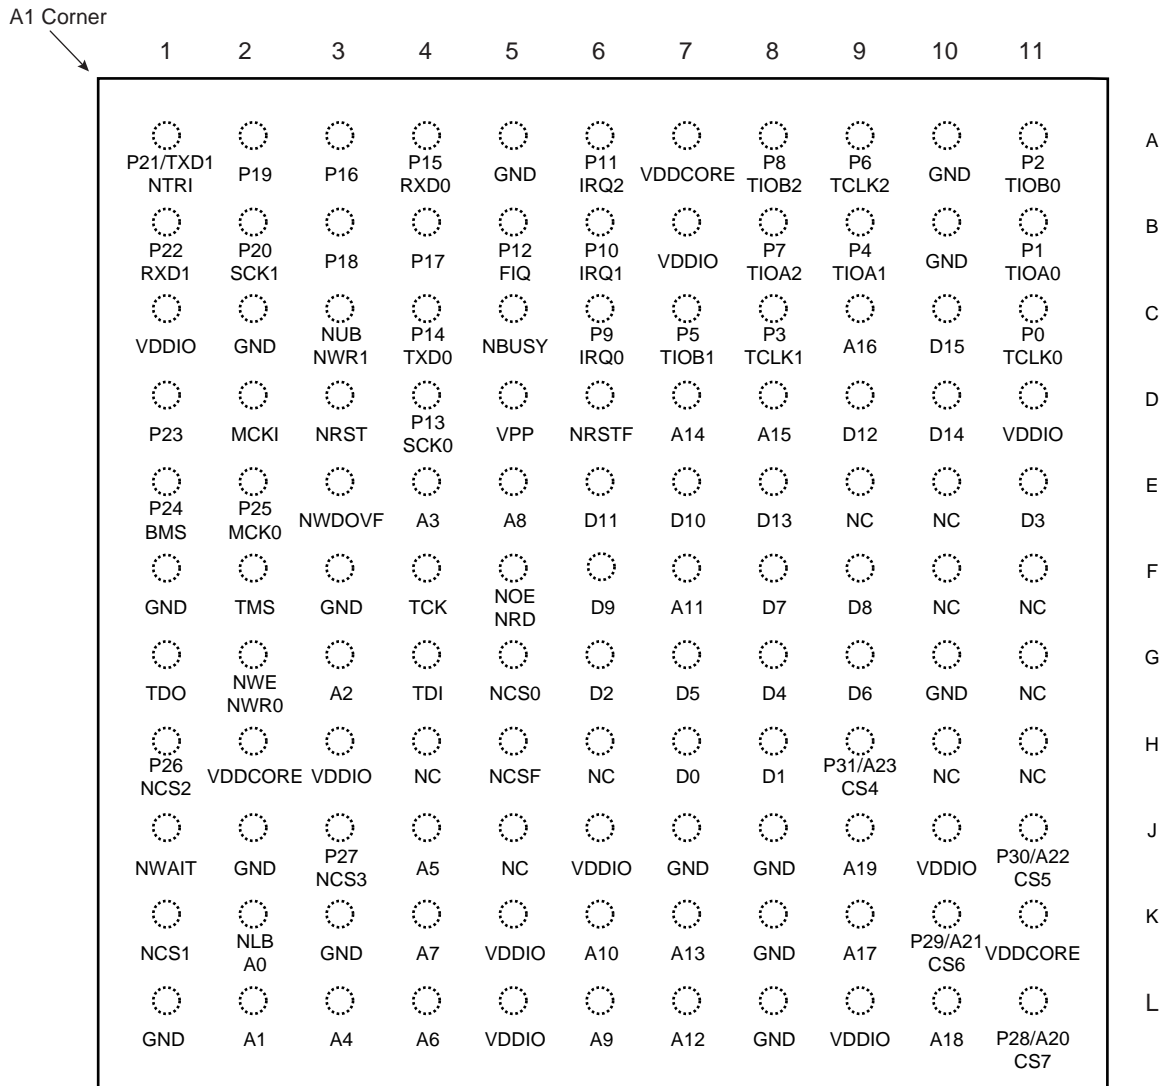 A1 Corner
1 2 3 4 5 6 7 8 9 10 11
A
P21/TXD1 P15 P11 P8 P6 P2
P19 P16 GND VDDCORE GND
NTRI RXD0 IRQ2 TIOB2 TCLK2 TIOB0
B
P22 P20 P12 P10 P7 P4 P1
P18 P17 VDDIO GND
RXD1 SCK1 FIQ IRQ1 TIOA2 TIOA1 TIOA0
C
NUB P14 P9 P5 P3 P0
VDDIO GND NBUSY A16 D15
NWR1 TXD0 IRQ0 TIOB1 TCLK1 TCLK0
D
P13
P23 MCKI NRST VPP NRSTF A14 A15 D12 D14 VDDIO
SCK0
E
P24 P25
NWDOVF A3 A8 D11 D10 D13 NC NC D3
BMS MCK0
F
NOE
GND TMS GND TCK D9 A11 D7 D8 NC NC
NRD
G
NWE
TDO A2 TDI NCS0 D2 D5 D4 D6 GND NC
NWR0
H
P26 P31/A23
VDDCORE VDDIO NC NCSF NC D0 D1 NC NC
NCS2 CS4
J
P27 P30/A22
NWAIT GND A5 NC VDDIO GND GND A19 VDDIO
NCS3 CS5
K
NLB P29/A21
NCS1 GND A7 VDDIO A10 A13 GND A17 VDDCORE
A0 CS6
L
GND A1 A4 A6 VDDIO A9 A12 GND VDDIO A18 P28/A20
CS7